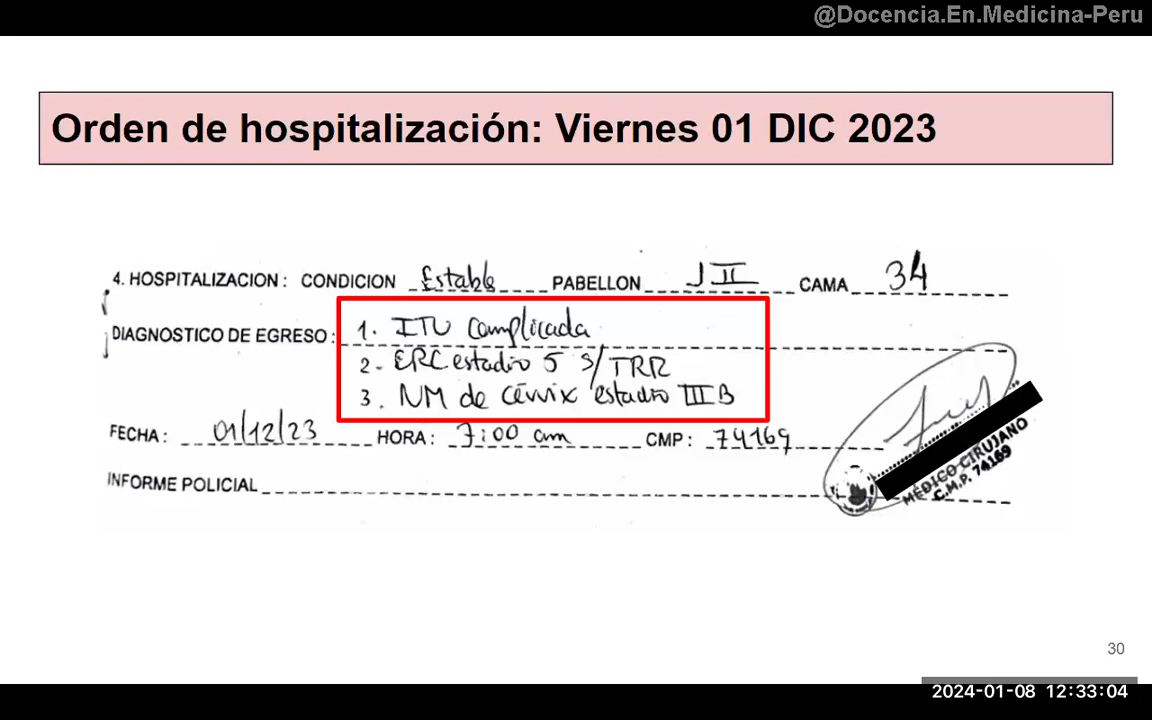 @Docencia.En.Medicina-Peru
Orden de hospitalización: Viernes 01 DIC 2023
4. HOSPITALIZACION : CONDICION Estable PABELLON J II CAMA 34
DIAGNOSTICO DE EGRESO : 1. ITU complicada
2. ERC estadio 5 s/TRR
3. NM de Cérvix estadio III B
FECHA : 01/12/23 HORA : 7:00 am CMP : 74169
MÉDICO CIRUJANO
C.M.P. 74169
INFORME POLICIAL
30
2024-01-08 12:33:04